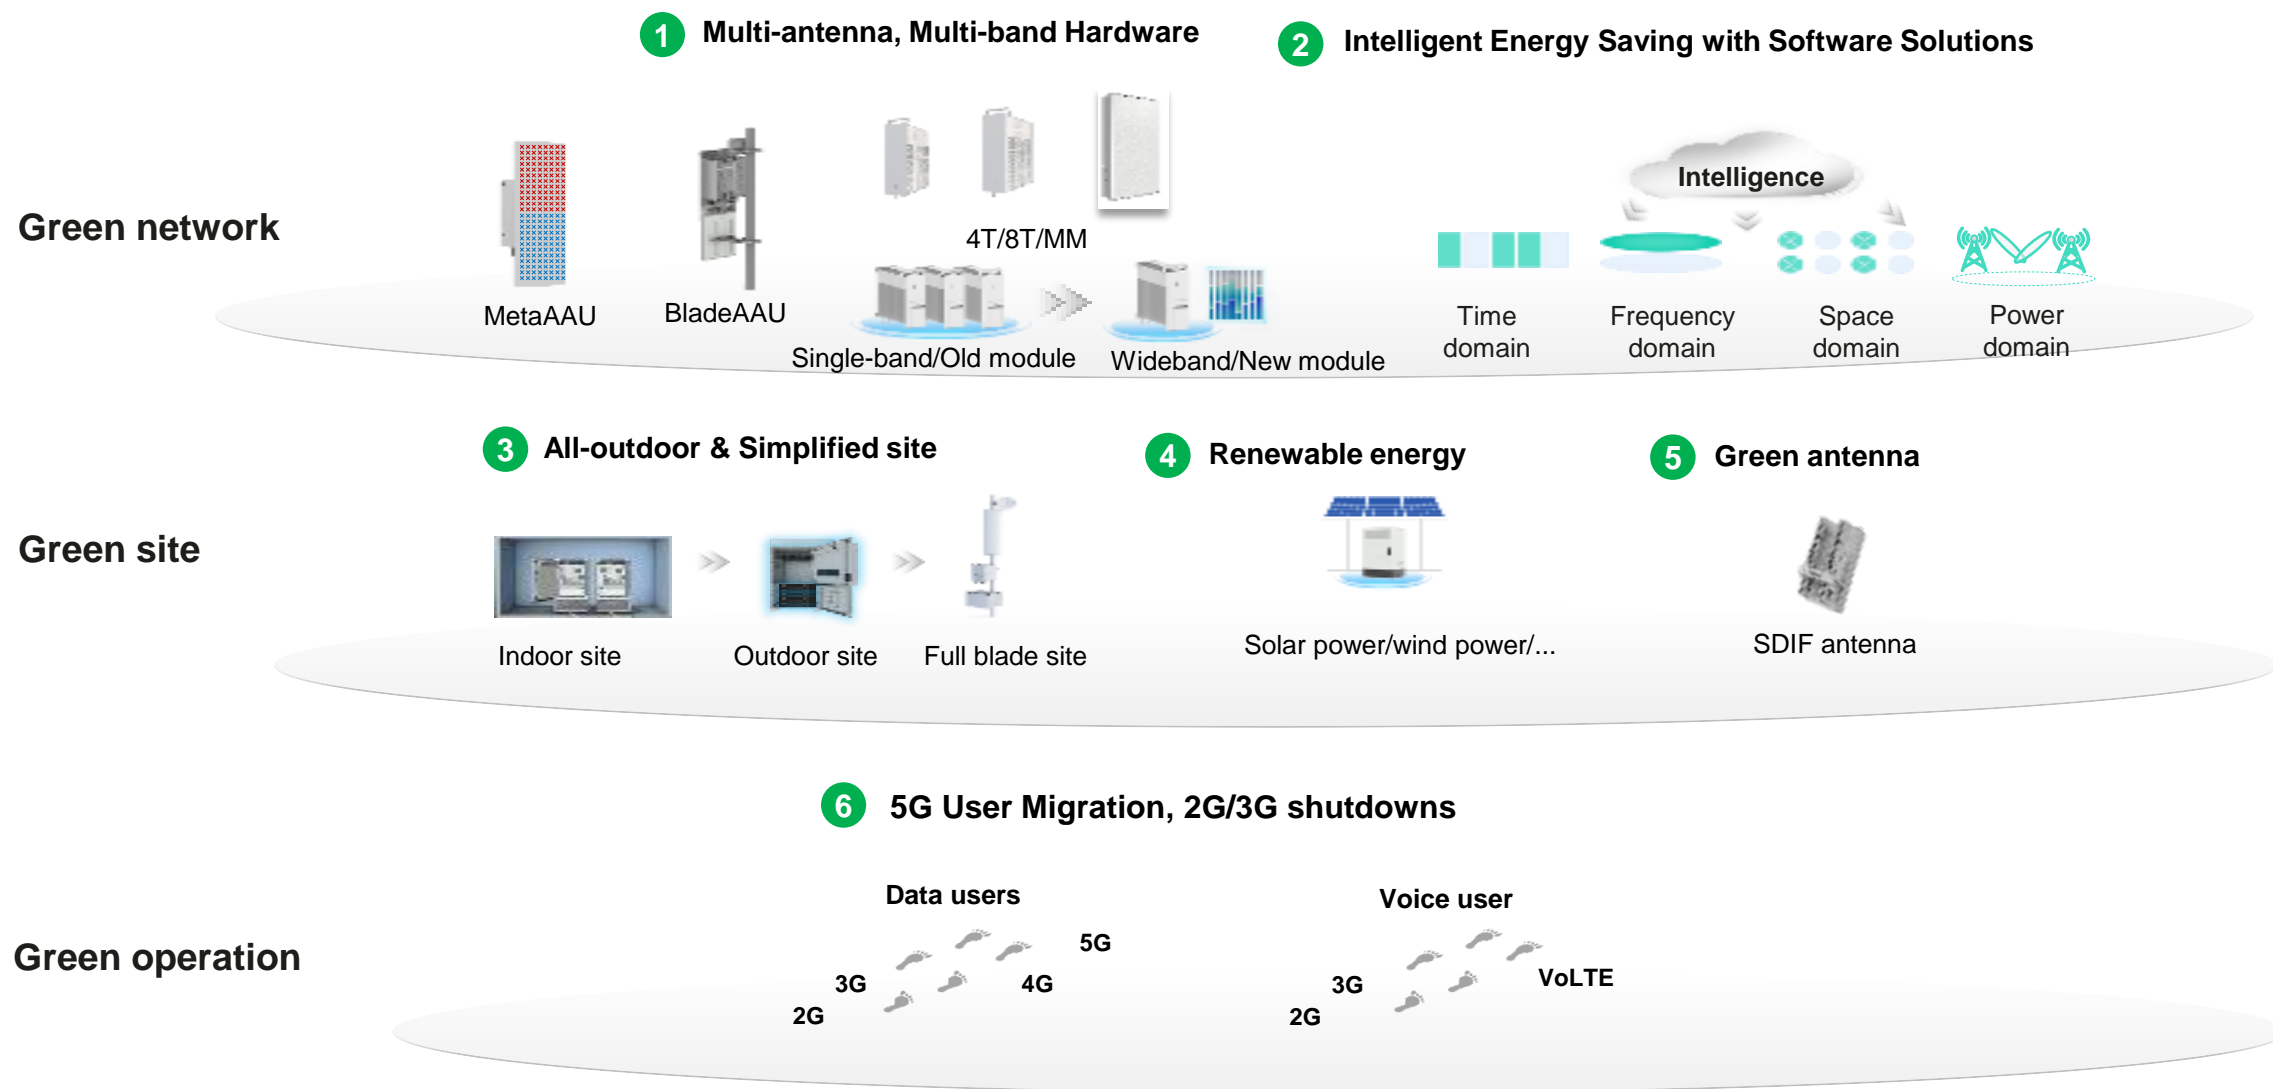 1 Multi-antenna, Multi-band Hardware
2 Intelligent Energy Saving with Software Solutions
Green network
Intelligence
4T/8T/MM
MetaAAU
BladeAAU
Single-band/Old module
Wideband/New module
Time
domain
Frequency
domain
Space
domain
Power
domain
3 All-outdoor & Simplified site
4 Renewable energy
5 Green antenna
Green site
Indoor site
Outdoor site
Full blade site
Solar power/wind power/...
SDIF antenna
6 5G User Migration, 2G/3G shutdowns
Green operation
Data users
2G
3G
4G
5G
Voice user
2G
3G
VoLTE